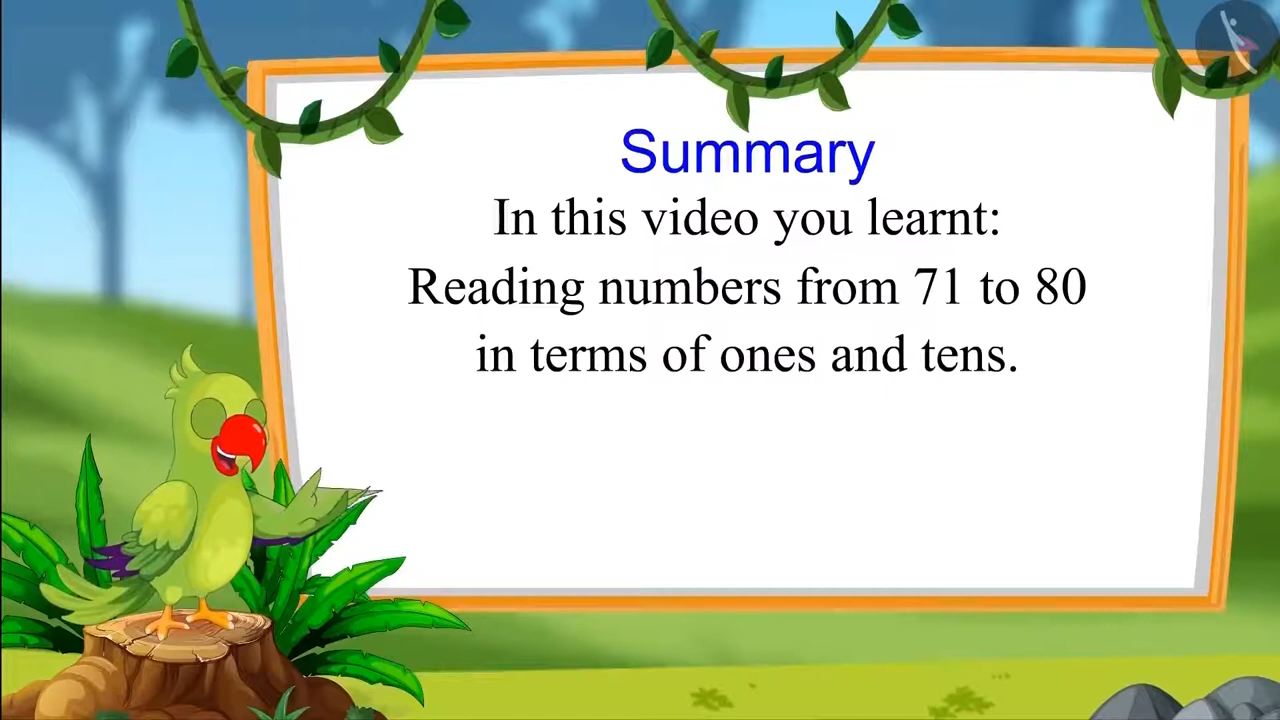 Summary
In this video you learnt:
Reading numbers from 71 to 80
in terms of ones and tens.